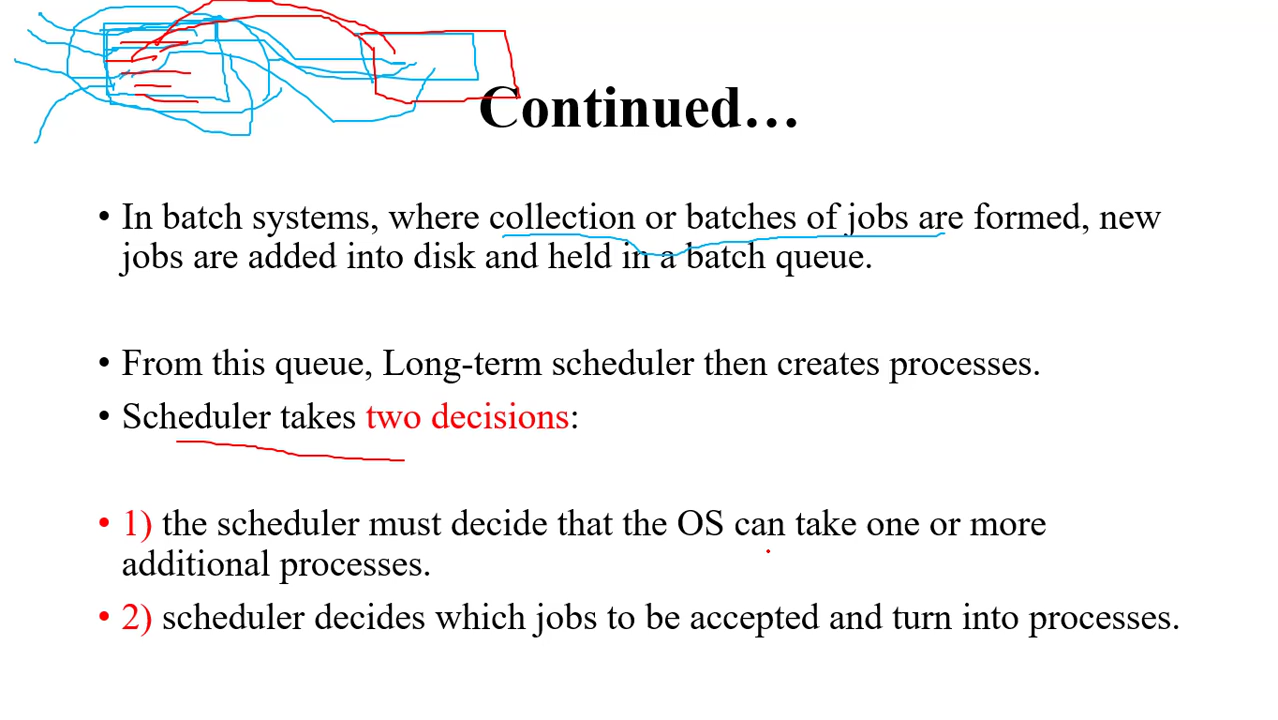 Continued…
• In batch systems, where collection or batches of jobs are formed, new
jobs are added into disk and held in a batch queue.
• From this queue, Long-term scheduler then creates processes.
• Scheduler takes two decisions:
• 1) the scheduler must decide that the OS can take one or more
additional processes.
• 2) scheduler decides which jobs to be accepted and turn into processes.